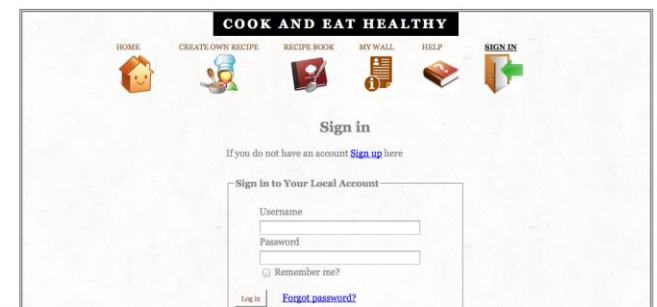 COOK AND EAT HEALTHY
HOME CREATE OWN RECIPE RECIPE BOOK MY WALL HELP SIGN IN
Sign in
If you do not have an account Sign up here
Sign in to Your Local Account
Username
Password
Remember me?
Log in Forgot password?